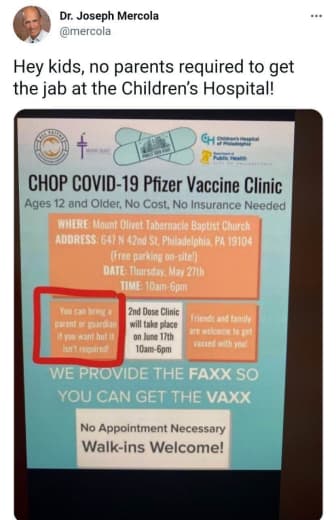 Dr. Joseph Mercola
@mercola
Hey kids, no parents required to get
the jab at the Children's Hospital!
Children's Hospital
of Philadelphia
Public Health
CHOP COVID-19 Pfizer Vaccine Clinic
Ages 12 and Older, No Cost, No Insurance Needed
WHERE: Mount Olivet Tabernacle Baptist Church
ADDRESS: 647 N 42nd St, Philadelphia, PA 19104
(Free parking on-site!)
DATE: Thursday, May 27th
TIME: 10am-6pm
You can bring a
parent or guardian
if you want but it
isn't required!
2nd Dose Clinic
will take place
on June 17th
10am-6pm
Friends and family
are welcome to get
vaxxed with you!
WE PROVIDE THE FAXX SO
YOU CAN GET THE VAXX
No Appointment Necessary
Walk-ins Welcome!